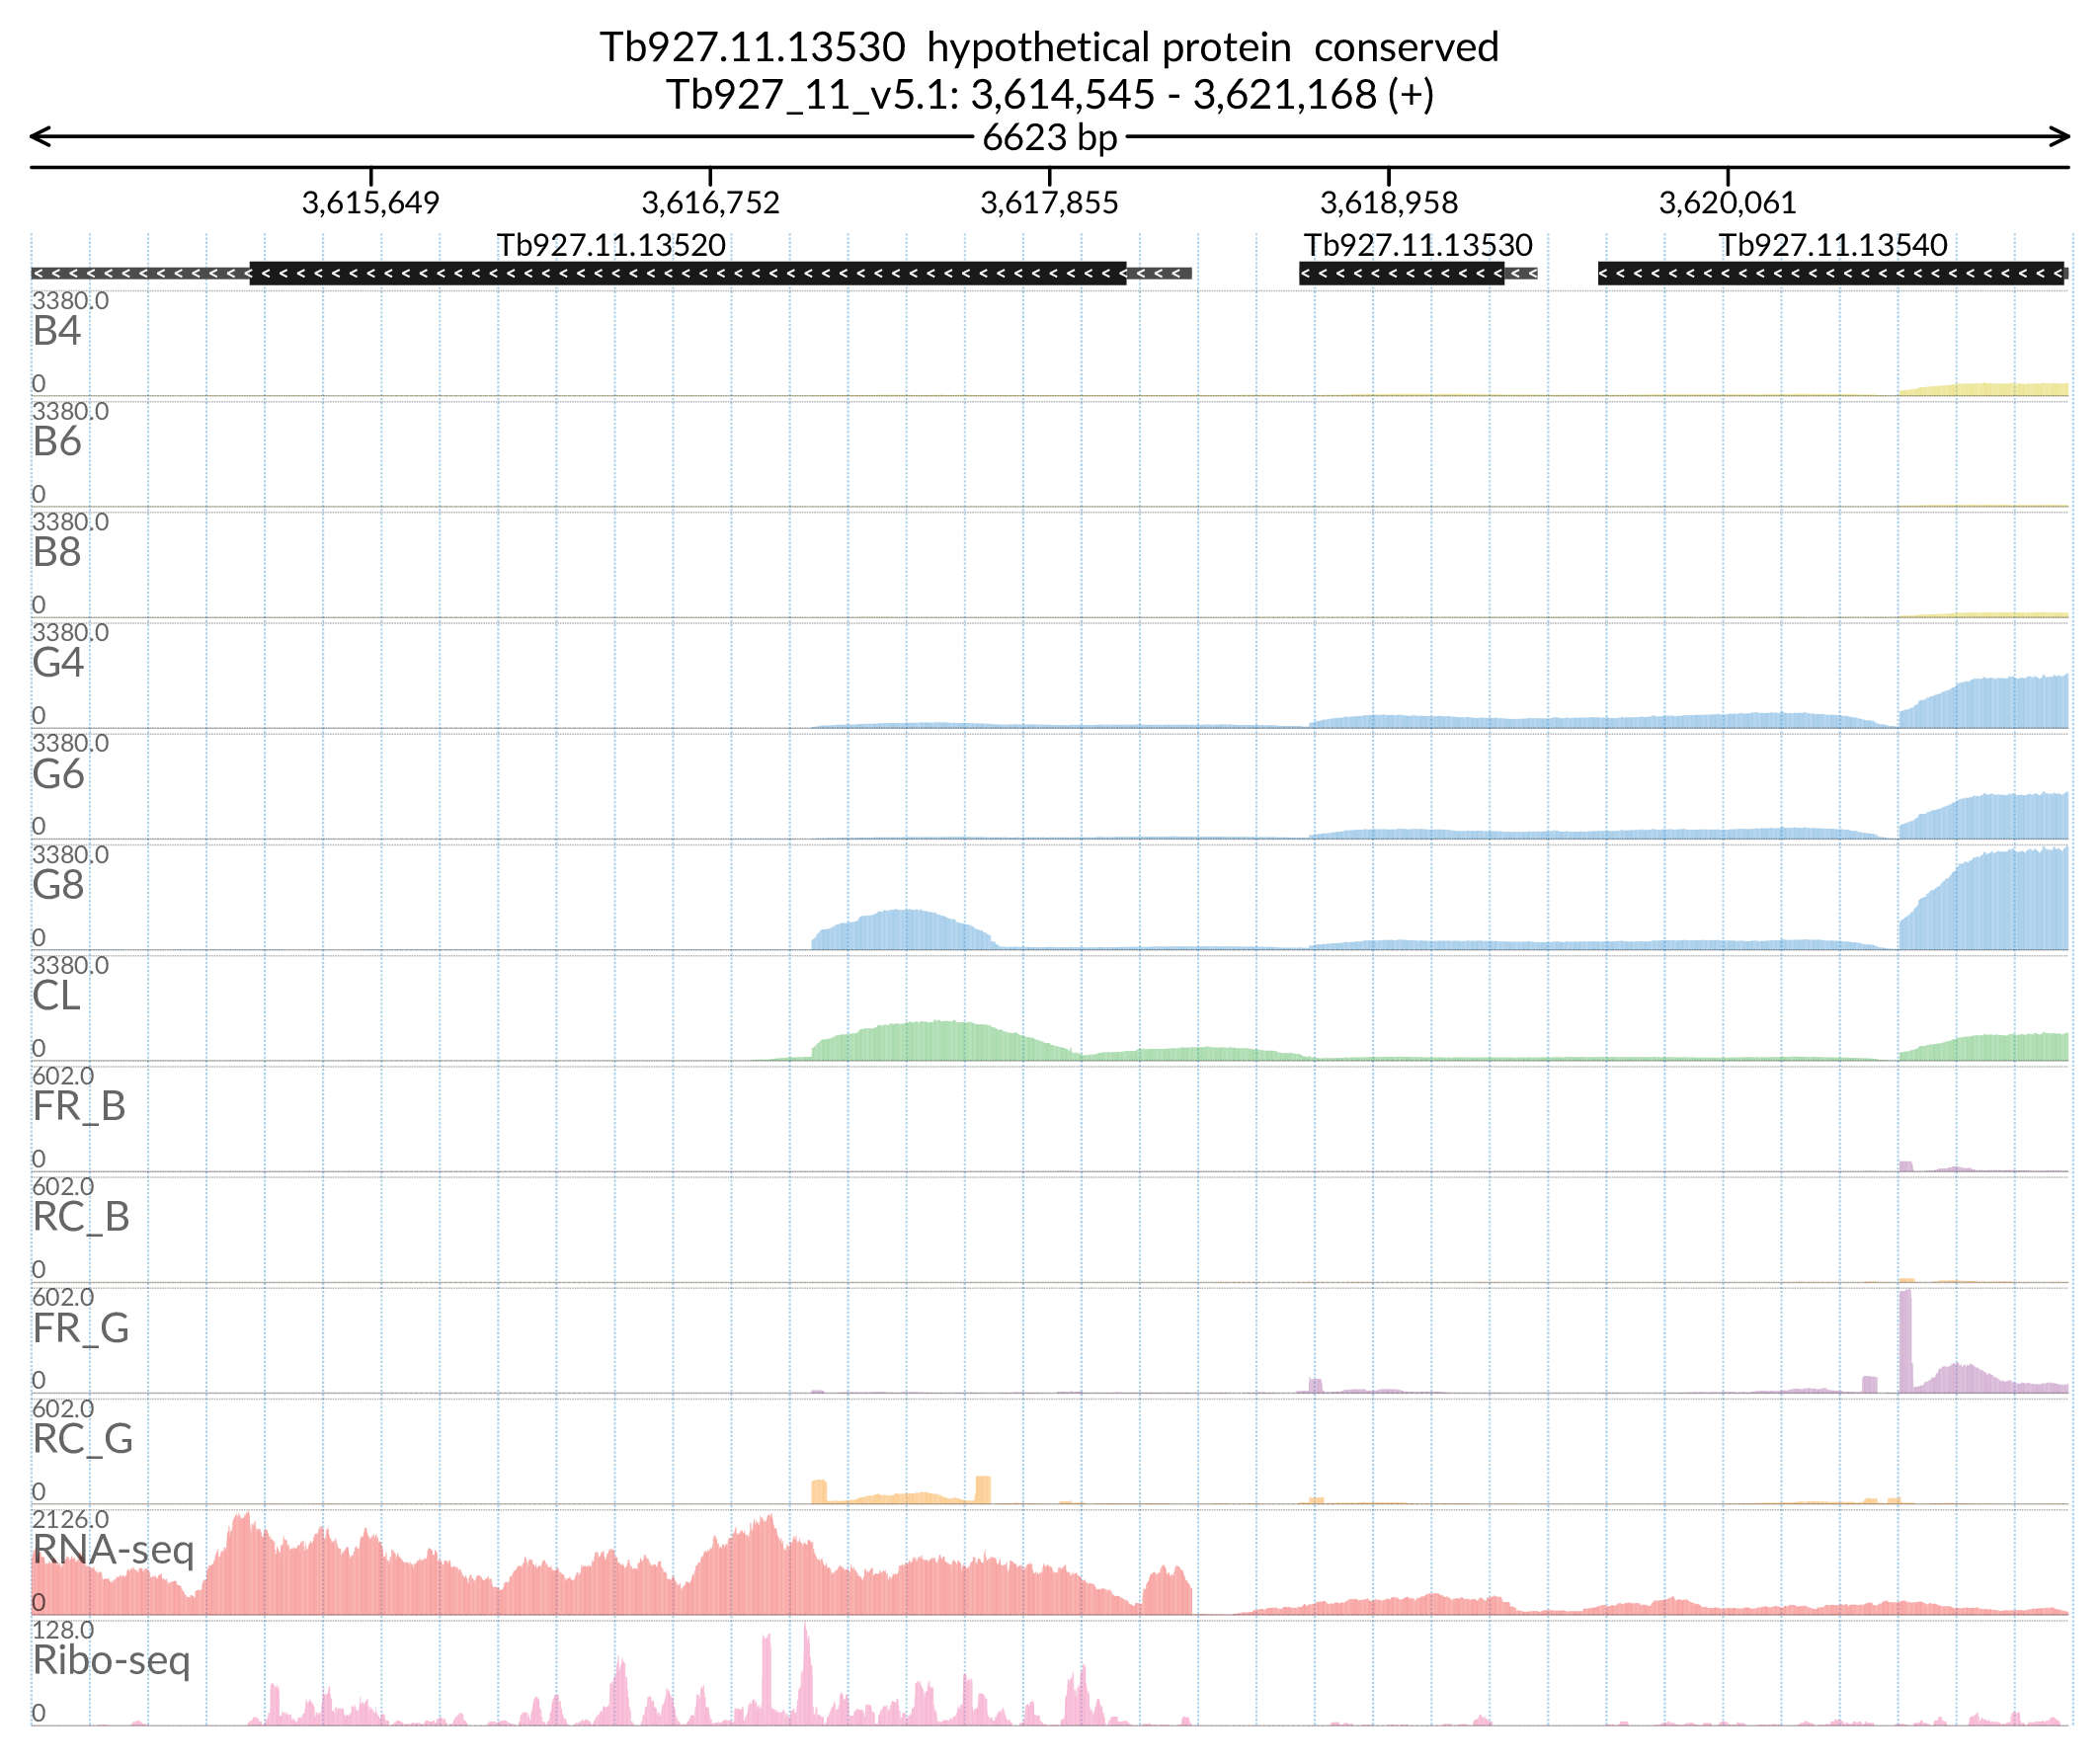 Tb927.11.13530 hypothetical protein conserved
Tb927_11_v5.1: 3,614,545 - 3,621,168 (+)
6623 bp
3,615,649 3,616,752 3,617,855 3,618,958 3,620,061
Tb927.11.13520 Tb927.11.13530 Tb927.11.13540
3380.0
B4
0
3380.0
B6
0
3380.0
B8
0
3380.0
G4
0
3380.0
G6
0
3380.0
G8
0
3380.0
CL
0
602.0
FR_B
0
602.0
RC_B
0
602.0
FR_G
0
602.0
RC_G
0
2126.0
RNA-seq
0
128.0
Ribo-seq
0